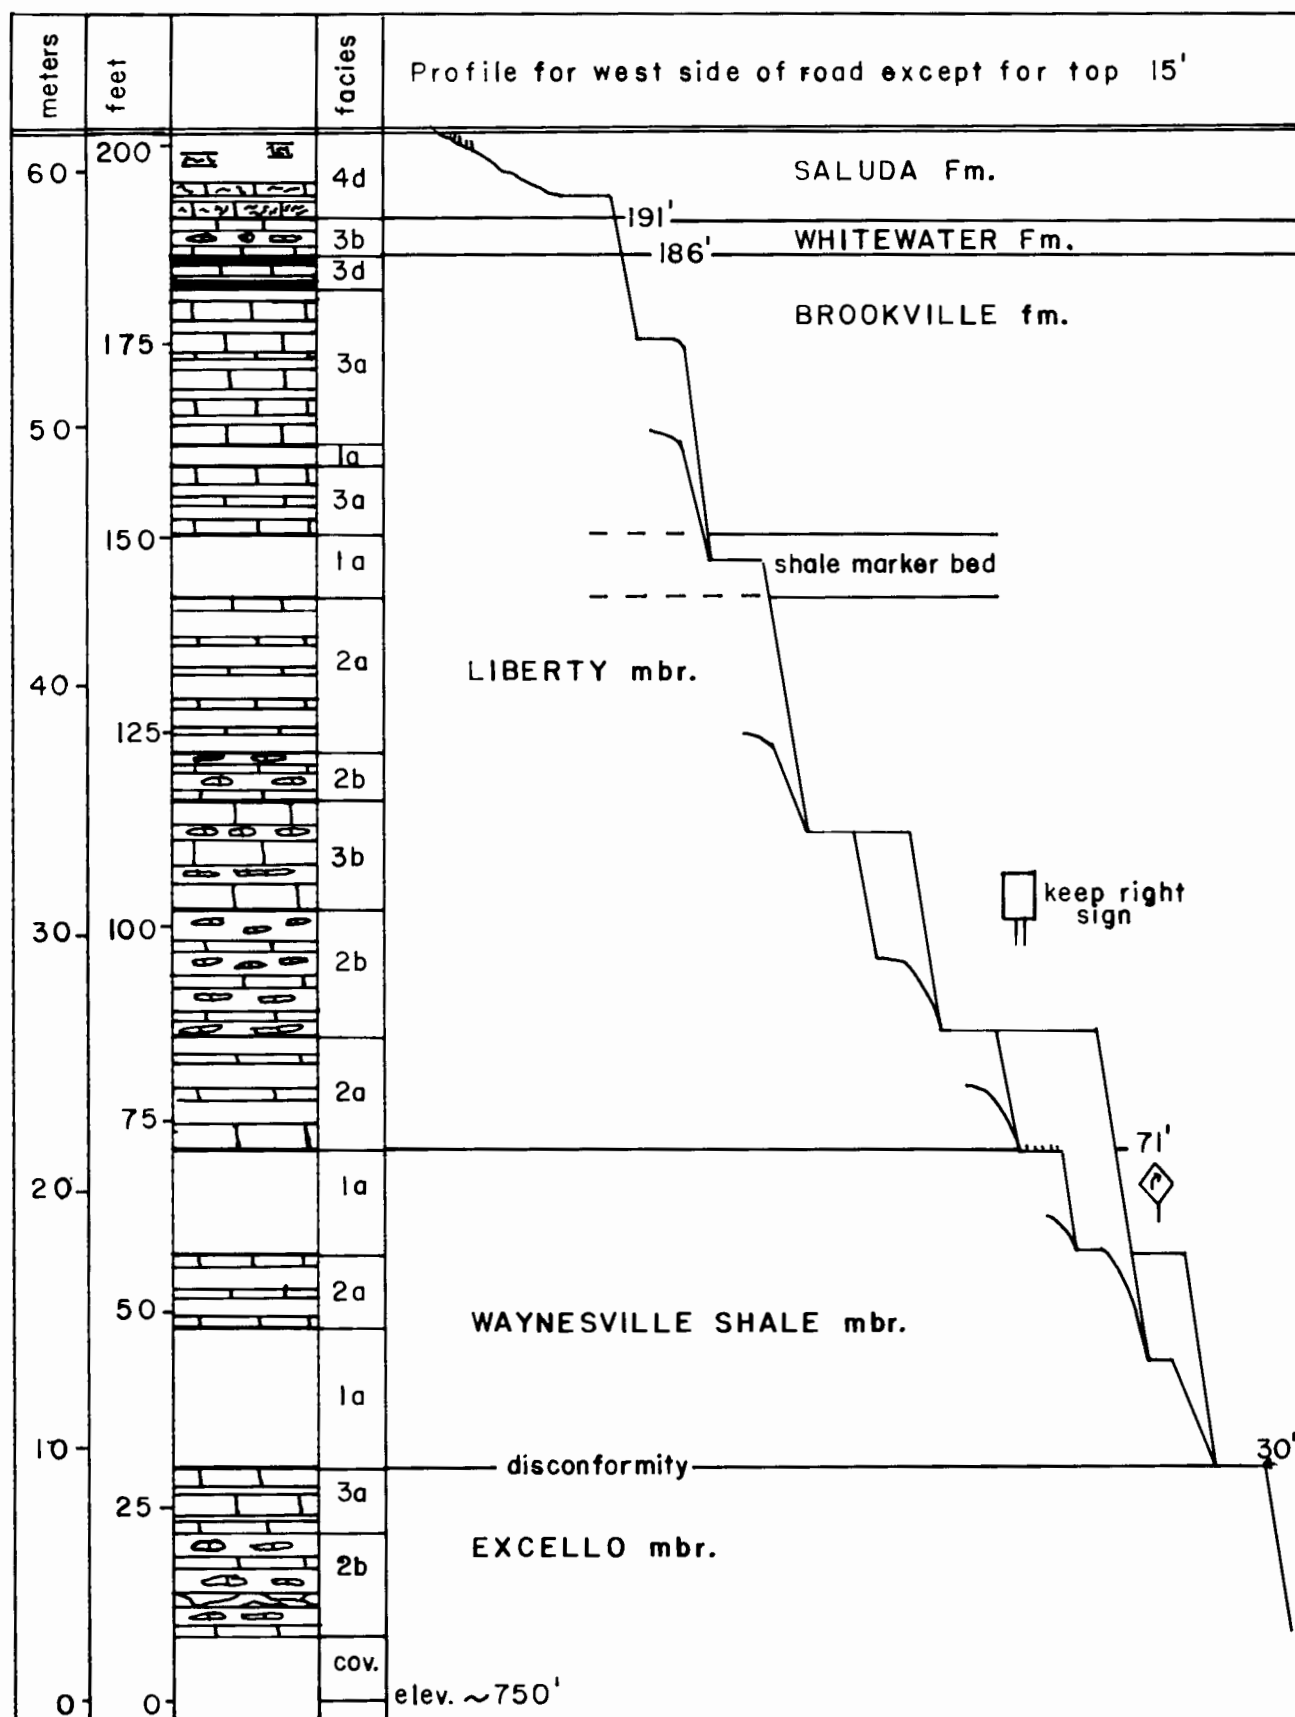 meters
feet
facies
Profile for west side of road except for top 15'
200
60
4d
SALUDA Fm.
191'
3b
WHITEWATER Fm.
186'
3d
BROOKVILLE fm.
175
3a
50
1a
3a
150
1a
shale marker bed
2a
LIBERTY mbr.
40
125
2b
3b
keep right
sign
100
30
2b
2a
75
71'
1a
20
2a
50
WAYNESVILLE SHALE mbr.
1a
10
disconformity
30'
3a
25
EXCELLO mbr.
2b
cov.
elev. ~750'
0
0